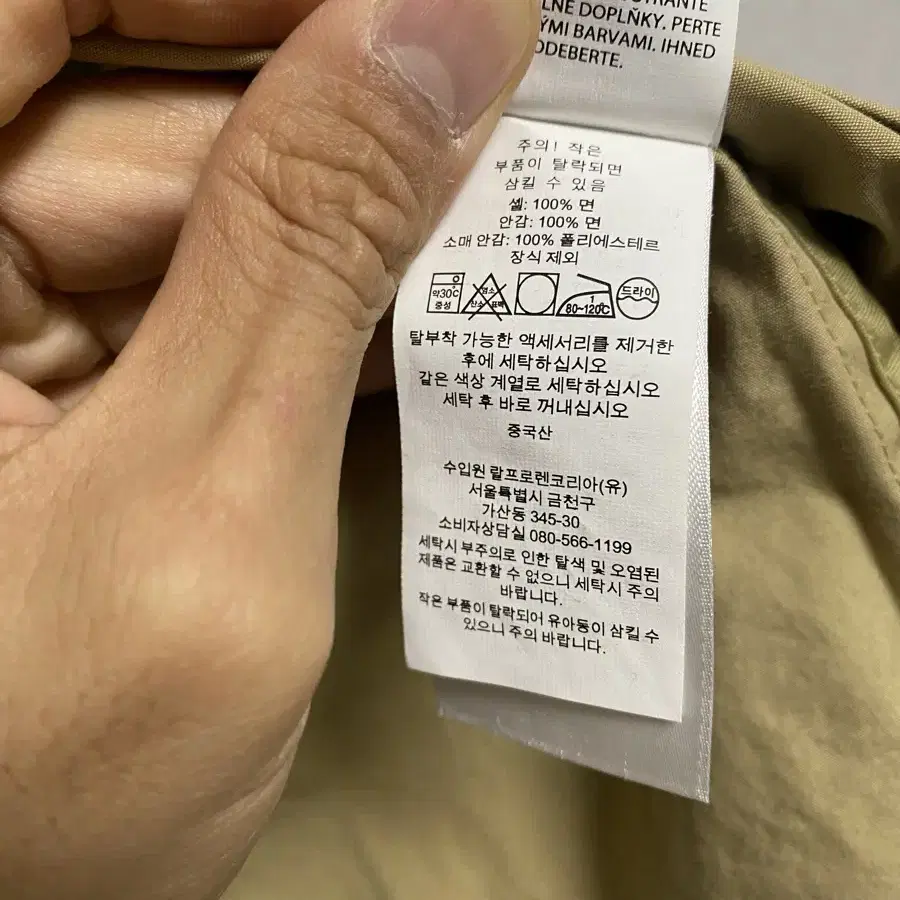 LNÉ DOPLŇKY. PERTE
ÝMI BARVAMI. IHNED
ODEBERTE.
주의! 작은
부품이 탈락되면
삼킬 수 있음
셸: 100% 면
안감: 100% 면
소매 안감: 100% 폴리에스테르
장식 제외
약30℃ 중성
염소 산소 표백
1 80~120℃
드라이
탈부착 가능한 액세서리를 제거한
후에 세탁하십시오
같은 색상 계열로 세탁하십시오
세탁 후 바로 꺼내십시오
중국산
수입원 랄프로렌코리아(유)
서울특별시 금천구
가산동 345-30
소비자상담실 080-566-1199
세탁시 부주의로 인한 탈색 및 오염된
제품은 교환할 수 없으니 세탁시 주의
바랍니다.
작은 부품이 탈락되어 유아동이 삼킬 수
있으니 주의 바랍니다.